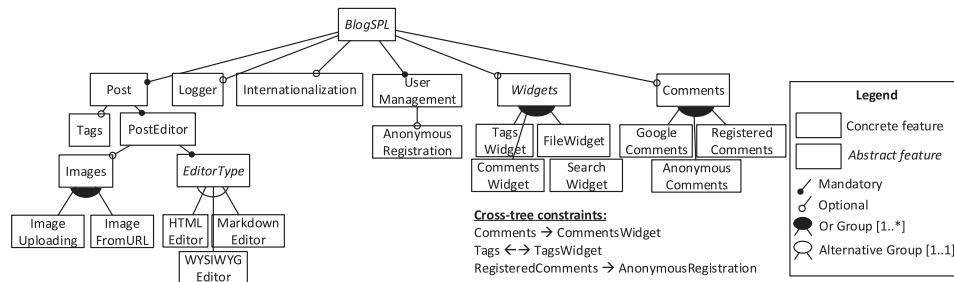 BlogSPL
Post
Logger
Internationalization
User
Management
Widgets
Comments
Tags
PostEditor
Anonymous
Registration
Tags
Widget
FileWidget
Comments
Widget
Search
Widget
Google
Comments
Registered
Comments
Anonymous
Comments
Images
EditorType
Image
Uploading
Image
FromURL
HTML
Editor
Markdown
Editor
WYSIWYG
Editor
Cross-tree constraints:
Comments → CommentsWidget
Tags ←→ TagsWidget
RegisteredComments → AnonymousRegistration
Legend
Concrete feature
Abstract feature
Mandatory
Optional
Or Group [1..*]
Alternative Group [1..1]